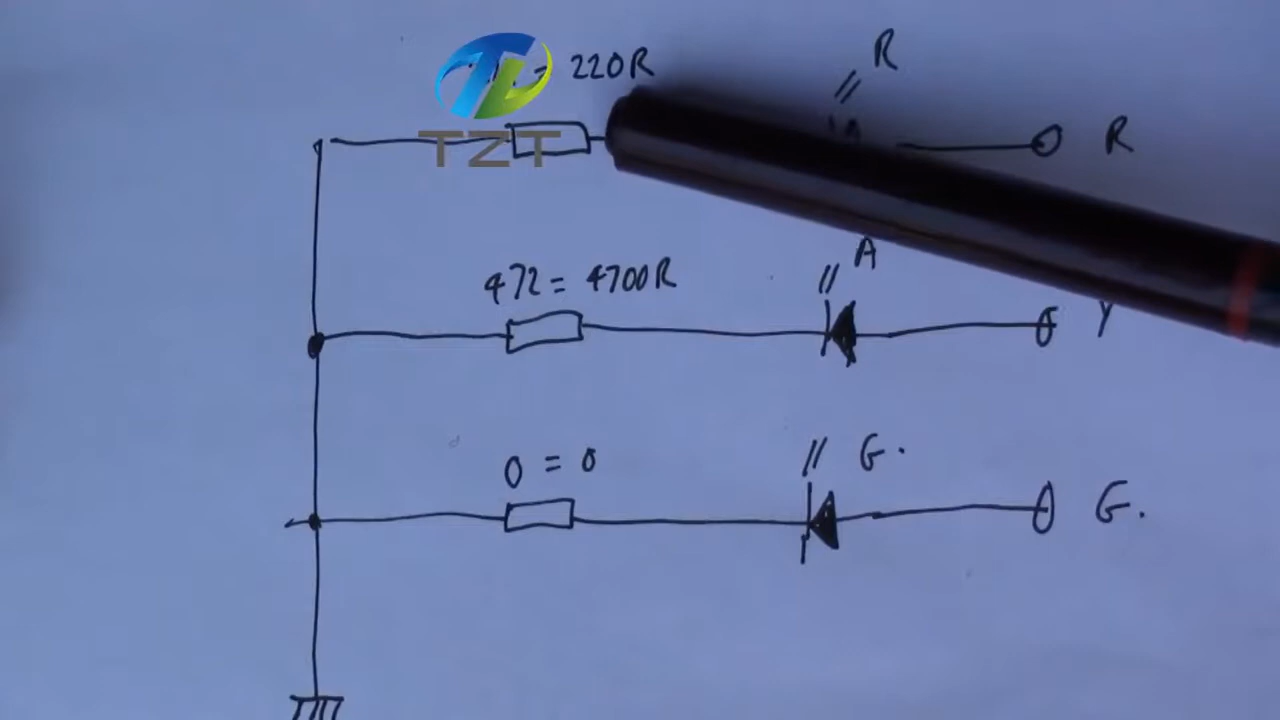 = 220R
R
TZT
R
472 = 4700R
A
Y
0 = 0
G.
G.